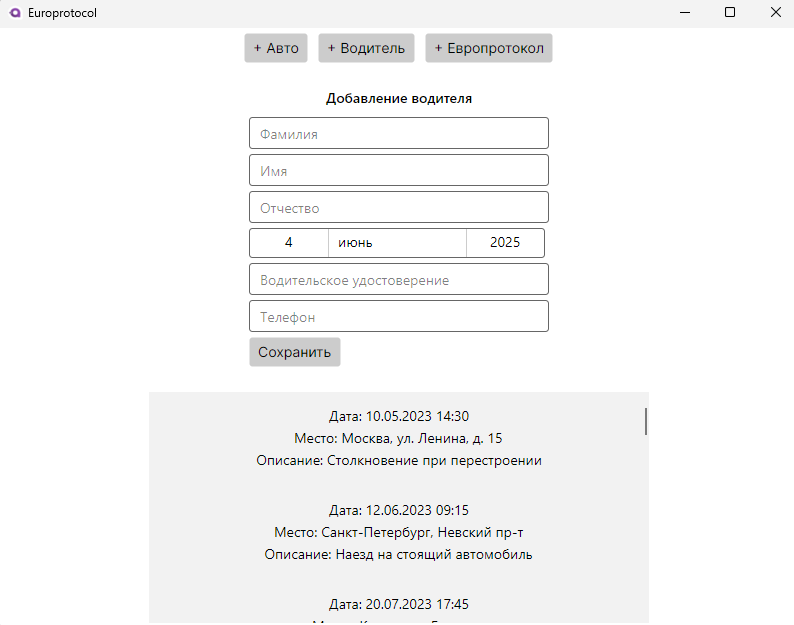 Europrotocol
+ Авто + Водитель + Европротокол
Добавление водителя
Фамилия
Имя
Отчество
4 июнь 2025
Водительское удостоверение
Телефон
Сохранить
Дата: 10.05.2023 14:30
Место: Москва, ул. Ленина, д. 15
Описание: Столкновение при перестроении
Дата: 12.06.2023 09:15
Место: Санкт-Петербург, Невский пр-т
Описание: Наезд на стоящий автомобиль
Дата: 20.07.2023 17:45